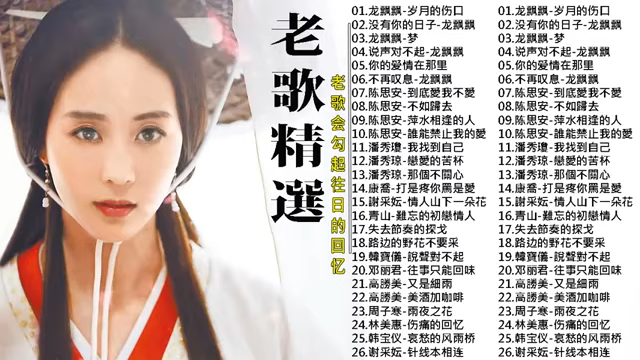 老歌精選
老歌会勾起往日的回忆
01.龙飘飘-岁月的伤口
02.没有你的日子-龙飘飘
03.龙飘飘-梦
04.说声对不起-龙飘飘
05.你的爱情在那里
06.不再叹息-龙飘飘
07.陈思安-到底愛我不愛
08.陈思安-不如歸去
09.陈思安-萍水相逢的人
10.陈思安-誰能禁止我的愛
11.潘秀瓊-我找到自己
12.潘秀琼-戀愛的苦杯
13.潘秀琼-那個不關心
14.康喬-打是疼你罵是愛
15.謝采妘-情人山下一朵花
16.青山-難忘的初戀情人
17.失去節奏的探戈
18.路边的野花不要采
19.韓寶儀-說聲對不起
20.邓丽君-往事只能回味
21.高勝美-又是細雨
22.高勝美-美酒加咖啡
23.周子寒-雨夜之花
24.林美惠-伤痛的回忆
25.韩宝仪-哀愁的风雨桥
26.谢采妘-针线本相连
01.龙飘飘-岁月的伤口
02.没有你的日子-龙飘飘
03.龙飘飘-梦
04.说声对不起-龙飘飘
05.你的爱情在那里
06.不再叹息-龙飘飘
07.陈思安-到底愛我不愛
08.陈思安-不如歸去
09.陈思安-萍水相逢的人
10.陈思安-誰能禁止我的愛
11.潘秀瓊-我找到自己
12.潘秀琼-戀愛的苦杯
13.潘秀琼-那個不關心
14.康喬-打是疼你罵是愛
15.謝采妘-情人山下一朵花
16.青山-難忘的初戀情人
17.失去節奏的探戈
18.路边的野花不要采
19.韓寶儀-說聲對不起
20.邓丽君-往事只能回味
21.高勝美-又是細雨
22.高勝美-美酒加咖啡
23.周子寒-雨夜之花
24.林美惠-伤痛的回忆
25.韩宝仪-哀愁的风雨桥
26.谢采妘-针线本相连